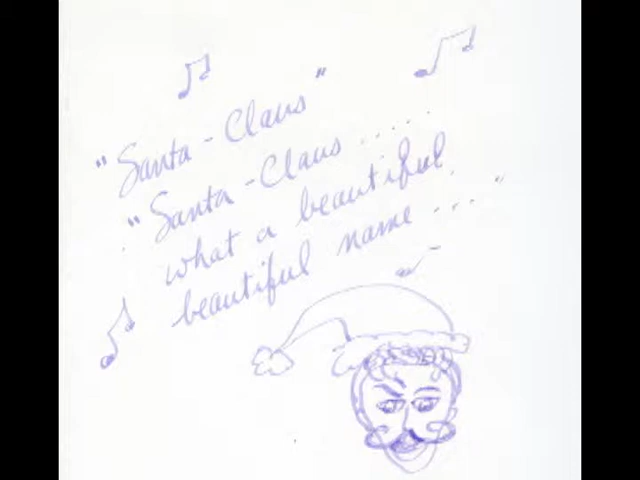 "Santa-Claus"
"Santa-Claus .....
what a beautiful,
beautiful name ...."